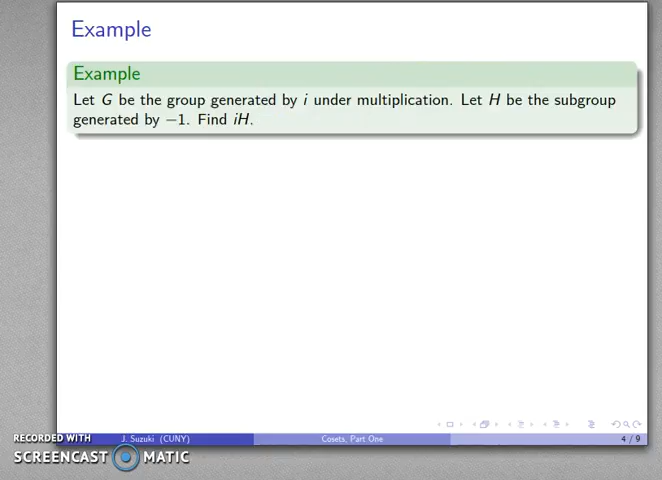 Example
Example
Let G be the group generated by i under multiplication. Let H be the subgroup
generated by −1. Find iH.
RECORDED WITH
J. Suzuki (CUNY)
Cosets, Part One
4 / 9
SCREENCAST MATIC